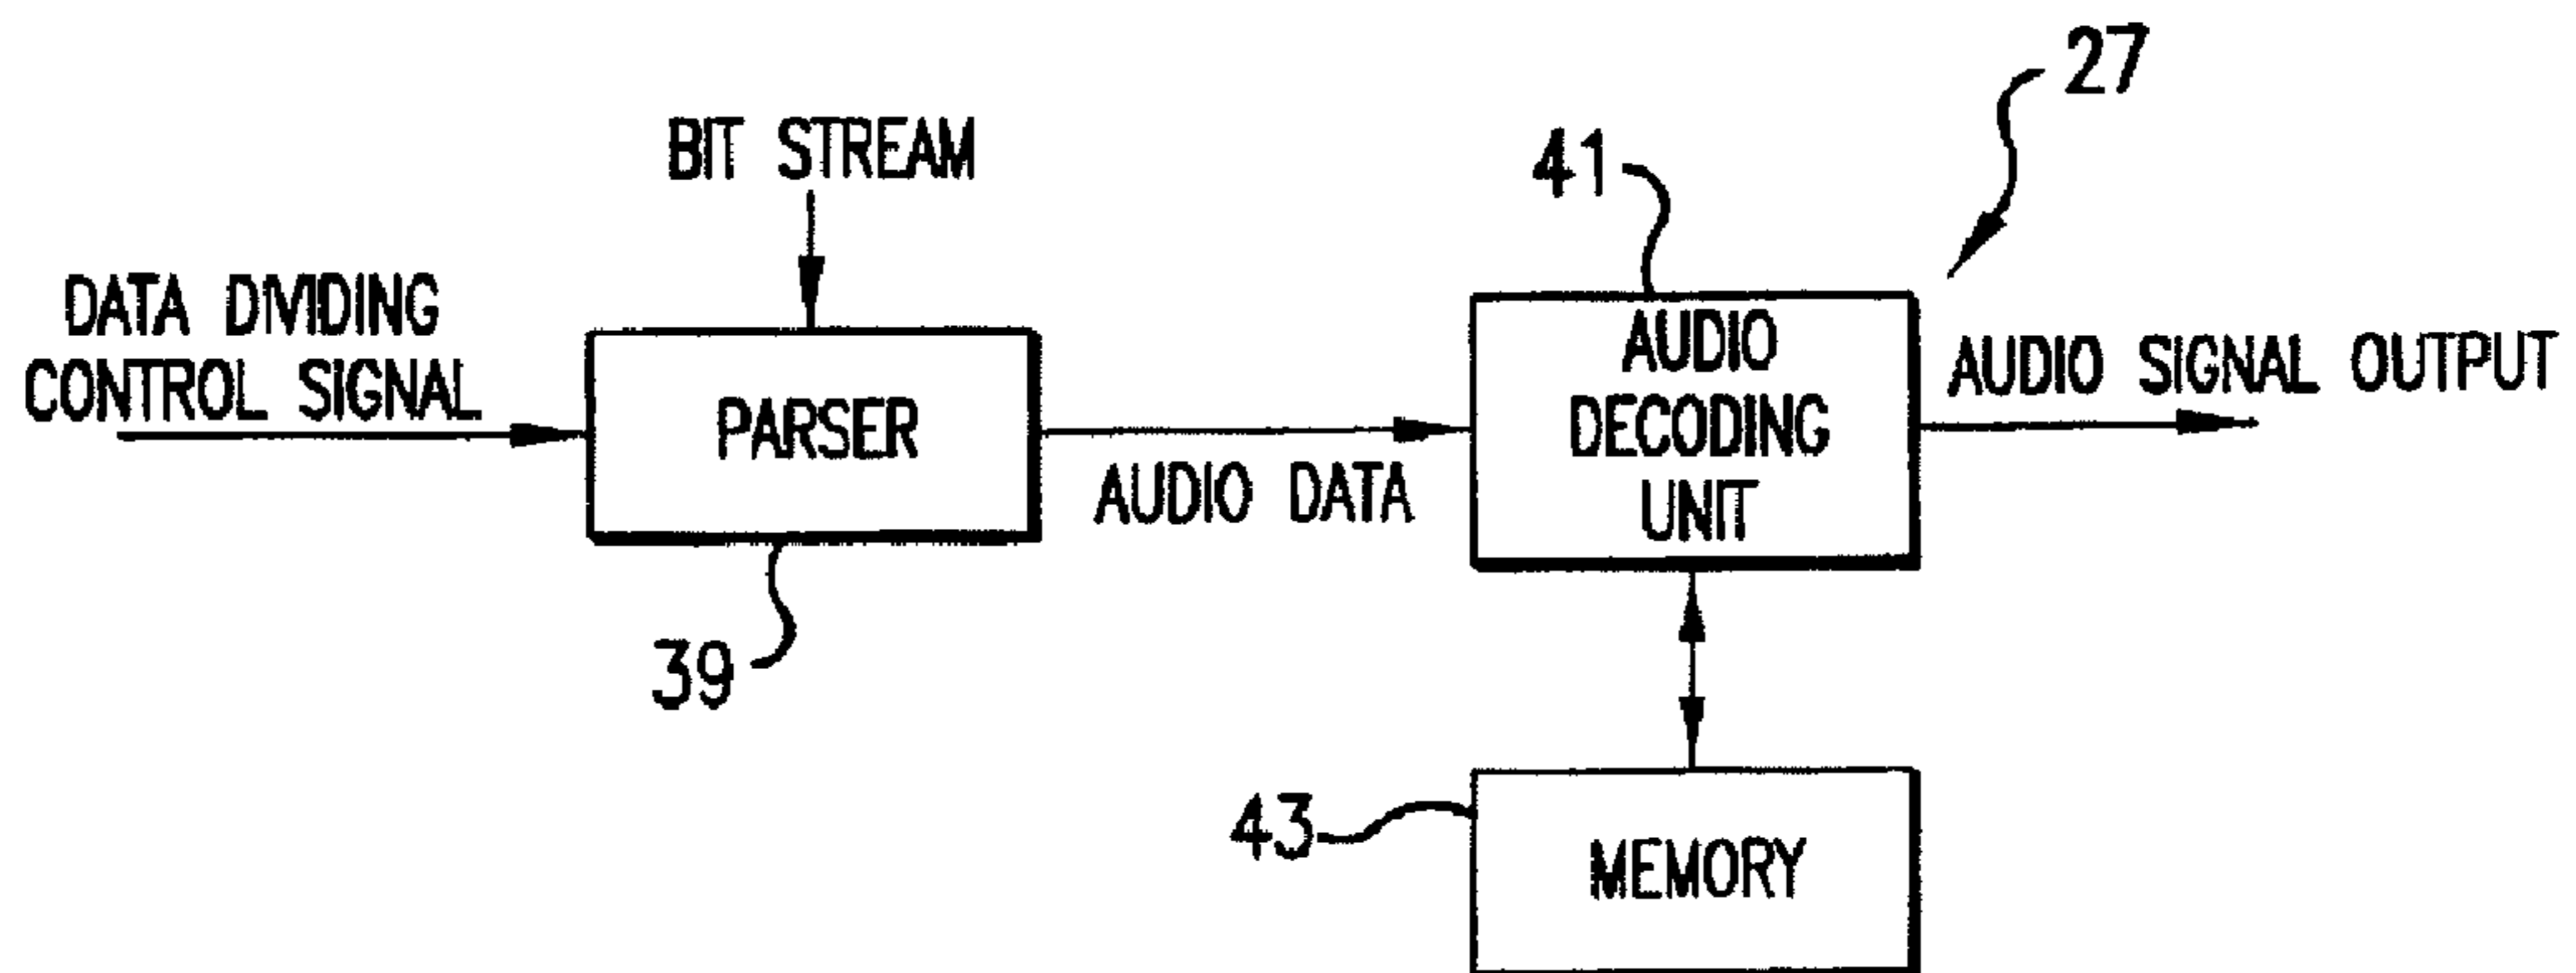 27
BIT STREAM
41
DATA DIVIDING
CONTROL SIGNAL
PARSER
AUDIO DATA
AUDIO
DECODING
UNIT
AUDIO SIGNAL OUTPUT
39
43
MEMORY